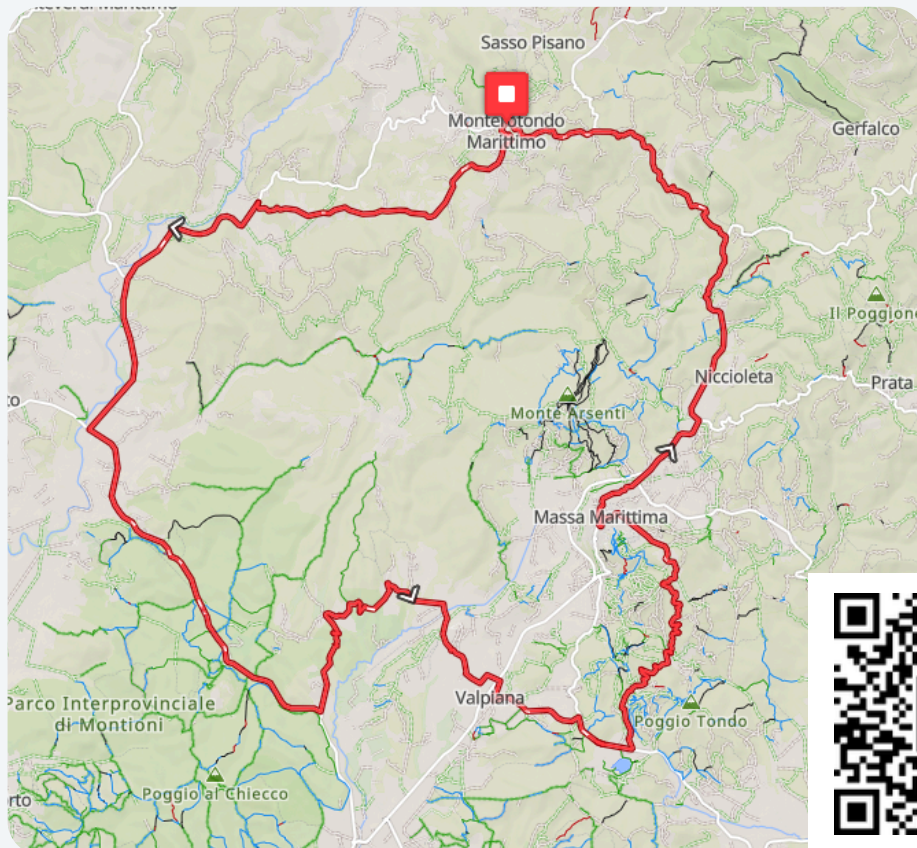 Sasso Pisano
Monterotondo
Marittimo
Gerfalco
Il Poggione
Niccioleta
Prata
Monte Arsenti
Massa Marittima
Valpiana
Parco Interprovinciale
di Montioni
Poggio Tondo
Poggio al Chiecco